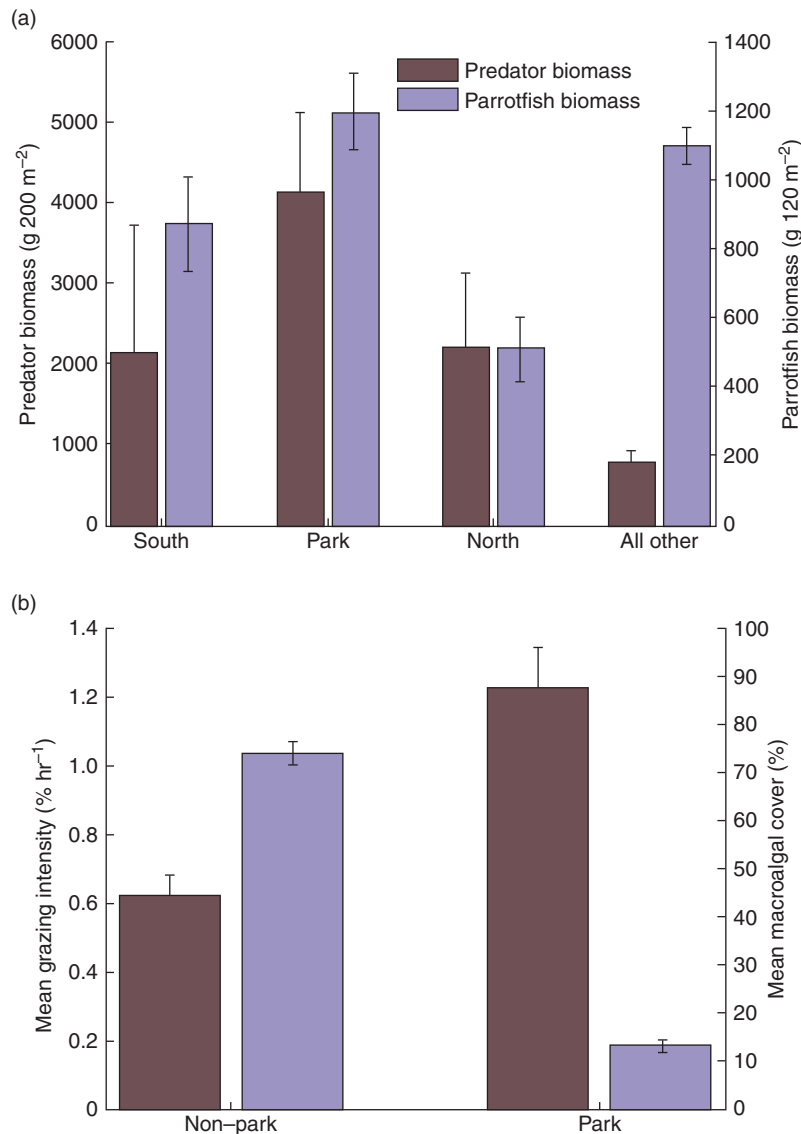 (a)
6000
5000
4000
3000
2000
1000
0
Predator biomass (g 200 m⁻²)
Predator biomass
Parrotfish biomass
1400
1200
1000
800
600
400
200
0
Parrotfish biomass (g 120 m⁻²)
South
Park
North
All other
(b)
1.4
1.2
1.0
0.8
0.6
0.4
0.2
0
Mean grazing intensity (% hr⁻¹)
100
90
80
70
60
50
40
30
20
10
0
Mean macroalgal cover (%)
Non–park
Park